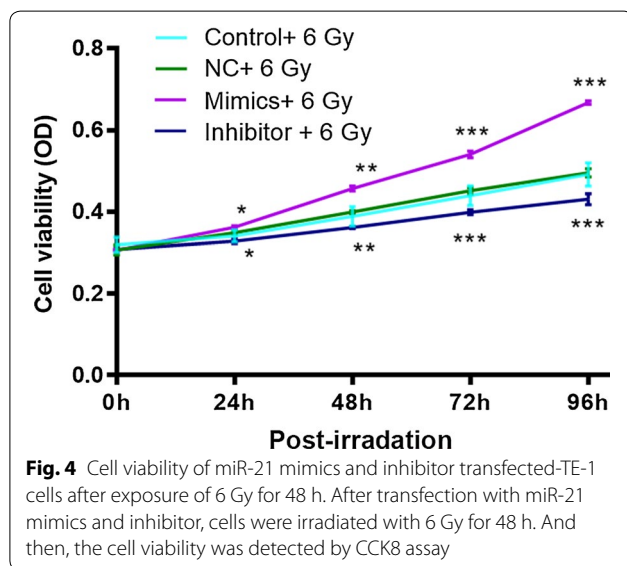 Control+ 6 Gy
NC+ 6 Gy
Mimics+ 6 Gy
Inhibitor + 6 Gy
0.8
0.6
0.4
0.2
0.0
Cell viability (OD)
*
**
***
***
*
**
***
***
0h 24h 48h 72h 96h
Post-irradation
Fig. 4 Cell viability of miR-21 mimics and inhibitor transfected-TE-1
cells after exposure of 6 Gy for 48 h. After transfection with miR-21
mimics and inhibitor, cells were irradiated with 6 Gy for 48 h. And
then, the cell viability was detected by CCK8 assay